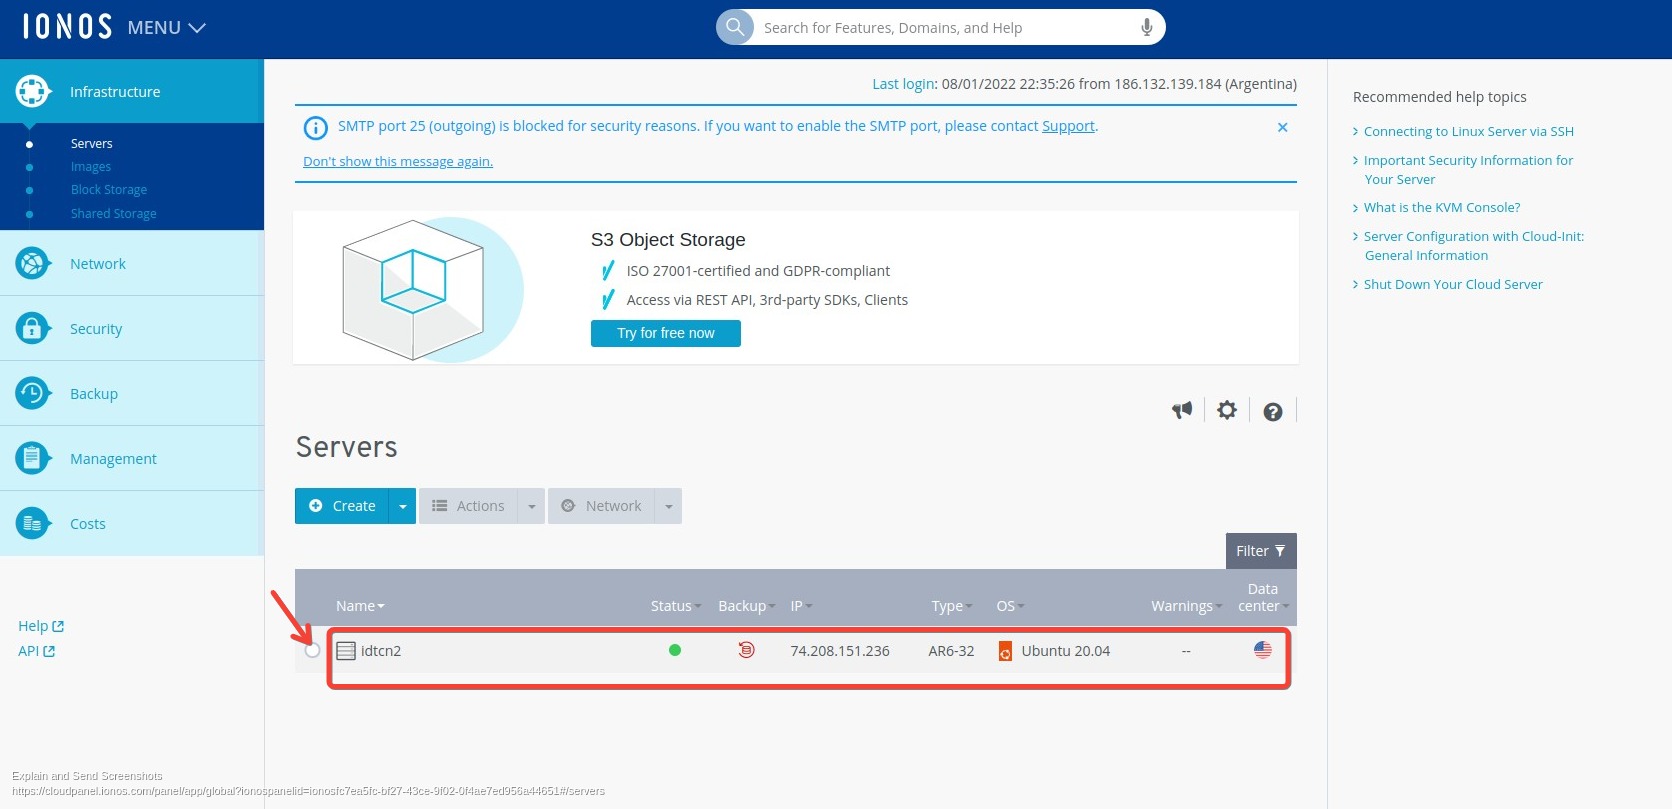 IONOS MENU
Search for Features, Domains, and Help
Infrastructure
Servers
Images
Block Storage
Shared Storage
Network
Security
Backup
Management
Costs
Help
API
Last login: 08/01/2022 22:35:26 from 186.132.139.184 (Argentina)
SMTP port 25 (outgoing) is blocked for security reasons. If you want to enable the SMTP port, please contact Support.
Don't show this message again.
S3 Object Storage
ISO 27001-certified and GDPR-compliant
Access via REST API, 3rd-party SDKs, Clients
Try for free now
Servers
Create Actions Network
Filter
Name Status Backup IP Type OS Warnings Data center
idtcn2 74.208.151.236 AR6-32 Ubuntu 20.04 --
Recommended help topics
Connecting to Linux Server via SSH
Important Security Information for
Your Server
What is the KVM Console?
Server Configuration with Cloud-Init:
General Information
Shut Down Your Cloud Server
Explain and Send Screenshots
https://cloudpanel.ionos.com/panel/app/global?ionospanelid=ionosfc7ea5fc-bf27-43ce-9f02-0f4ae7ed956a44651#/servers